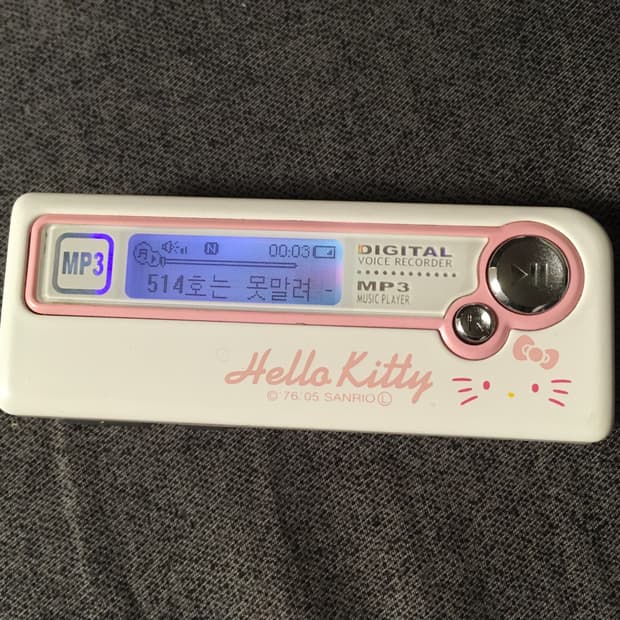 MP3
N
00:03
514호는 못말려 -
DIGITAL
VOICE RECORDER
MP3
MUSIC PLAYER
Hello Kitty
© '76 '05 SANRIO Ⓛ